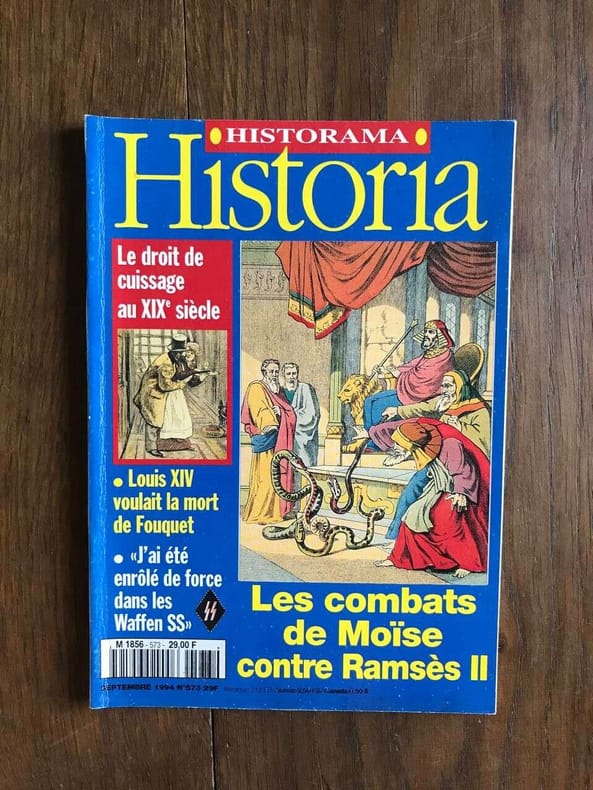 HISTORAMA
Historia
Le droit de
cuissage
au XIXe siècle
• Louis XIV
voulait la mort
de Fouquet
• «J'ai été
enrôlé de force
dans les
Waffen SS»
Les combats
de Moïse
contre Ramsès II
M 1856 - 573 - 29,00 F
SEPTEMBRE 1994 N°573 29F